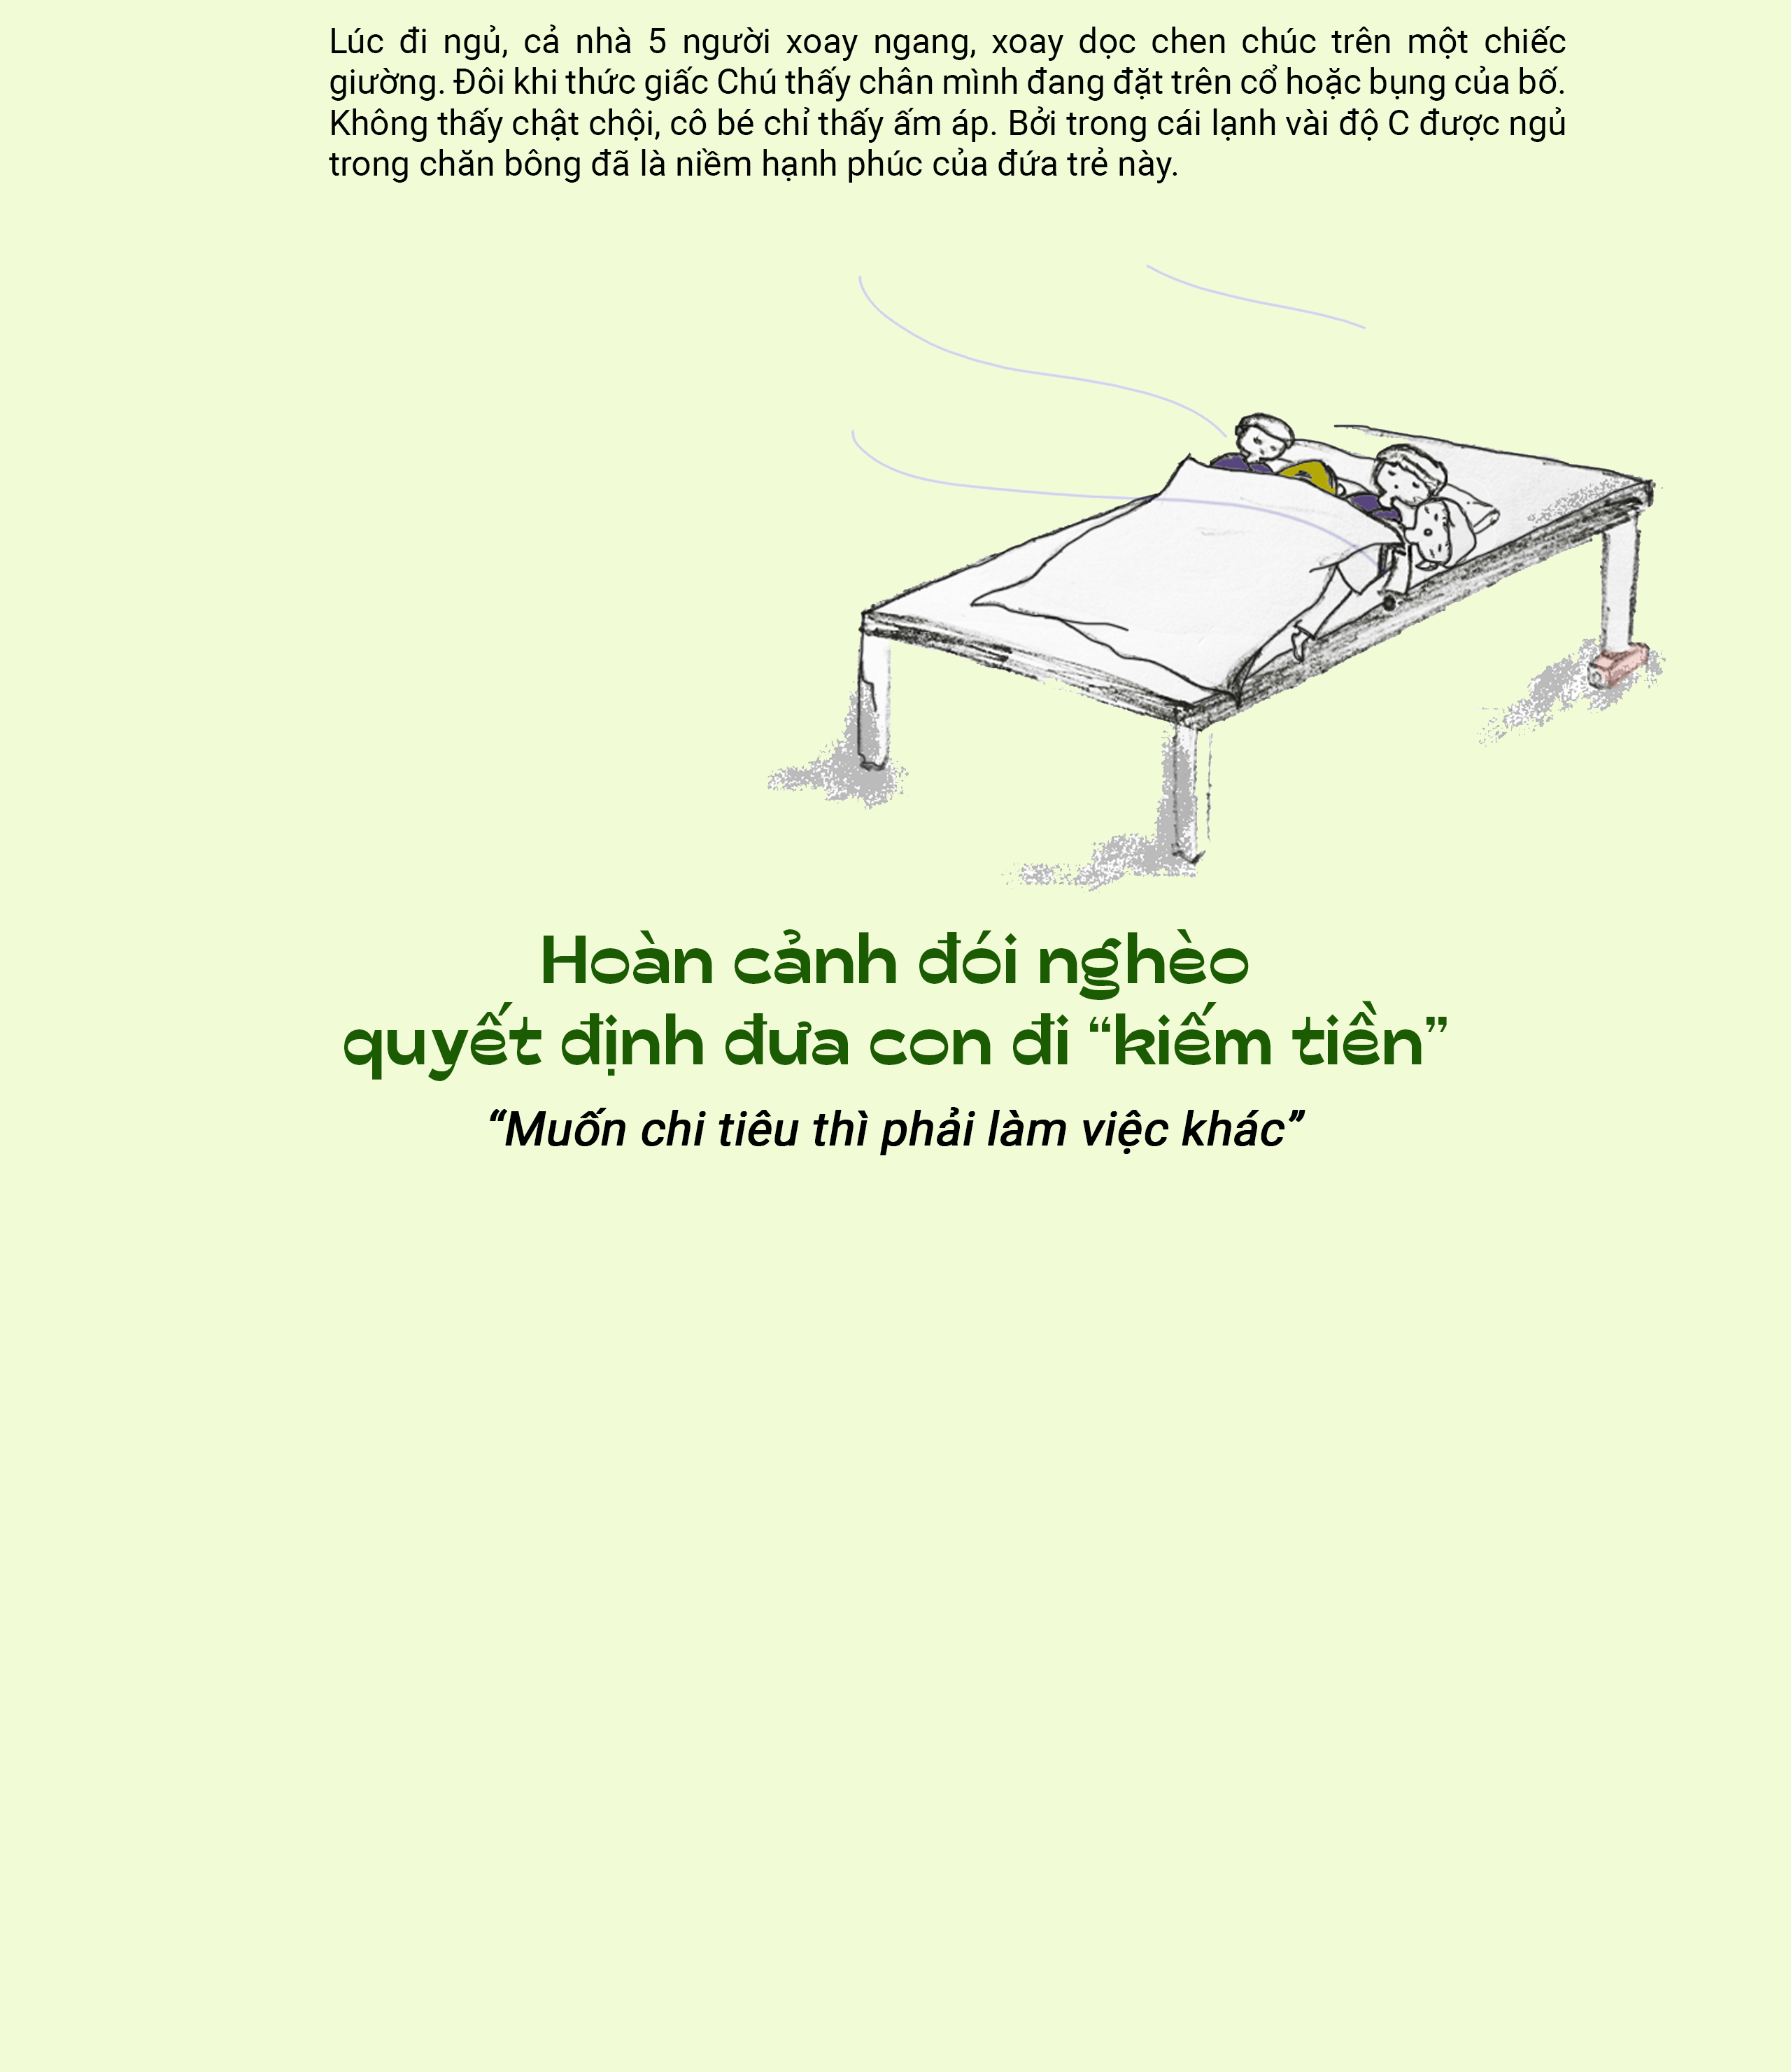 Lúc đi ngủ, cả nhà 5 người xoay ngang, xoay dọc chen chúc trên một chiếc
giường. Đôi khi thức giấc Chú thấy chân mình đang đặt trên cổ hoặc bụng của bố.
Không thấy chật chội, cô bé chỉ thấy ấm áp. Bởi trong cái lạnh vài độ C được ngủ
trong chăn bông đã là niềm hạnh phúc của đứa trẻ này.
Hoàn cảnh đói nghèo
quyết định đưa con đi “kiếm tiền”
“Muốn chi tiêu thì phải làm việc khác”